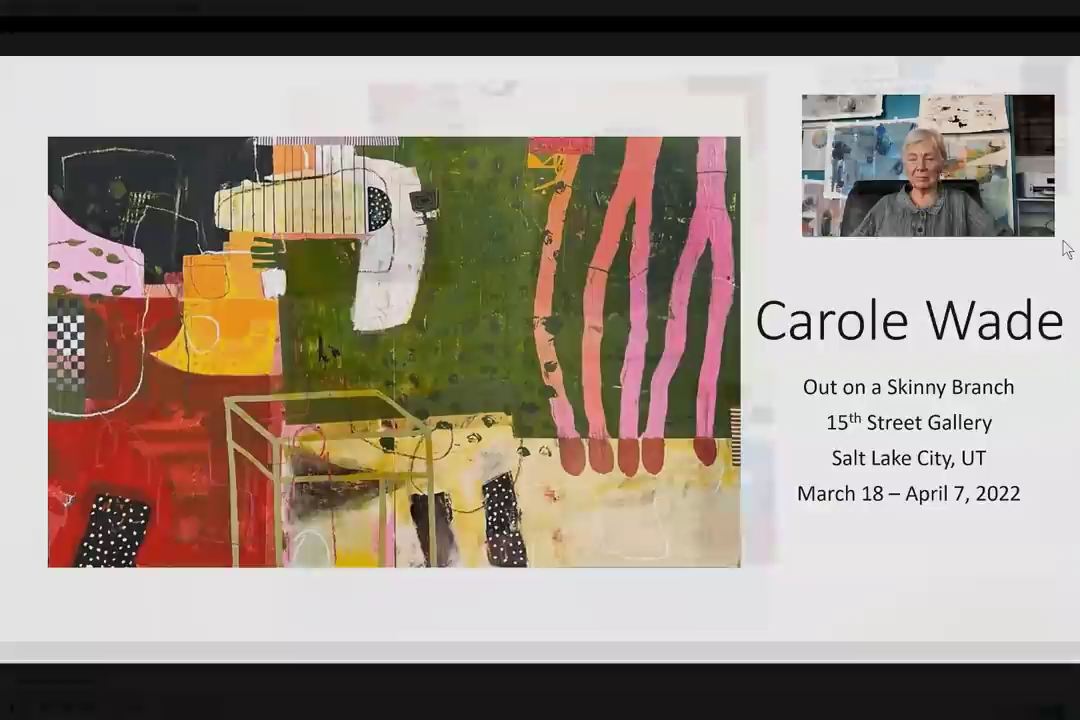 Carole Wade
Out on a Skinny Branch
15th Street Gallery
Salt Lake City, UT
March 18 – April 7, 2022